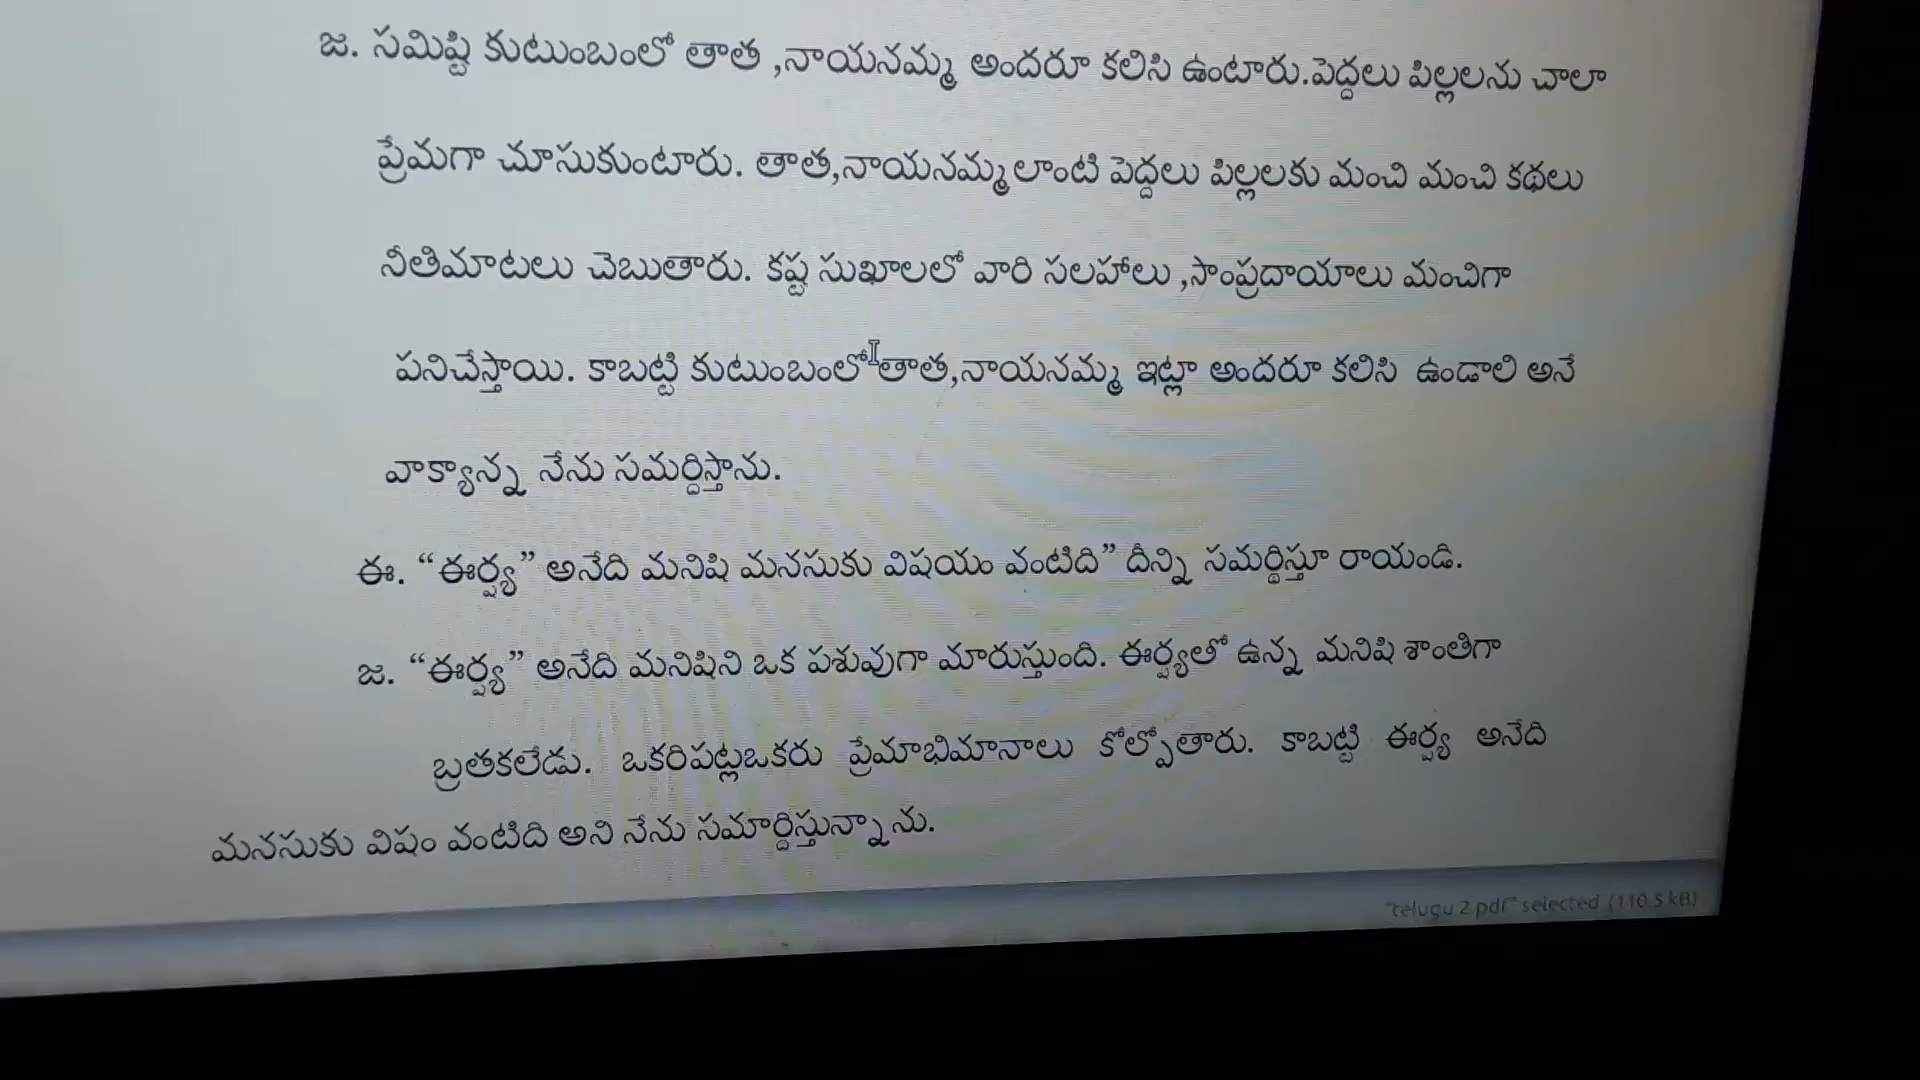 జ. సమిష్టి కుటుంబంలో తాత ,నాయనమ్మ అందరూ కలిసి ఉంటారు.పెద్దలు పిల్లలను చాలా
ప్రేమగా చూసుకుంటారు. తాత,నాయనమ్మలాంటి పెద్దలు పిల్లలకు మంచి మంచి కథలు
నీతిమాటలు చెబుతారు. కష్ట సుఖాలలో వారి సలహాలు ,సాంప్రదాయాలు మంచిగా
పనిచేస్తాయి. కాబట్టి కుటుంబంలో తాత,నాయనమ్మ ఇట్లా అందరూ కలిసి ఉండాలి అనే
వాక్యాన్న నేను సమర్దిస్తాను.
ఈ. “ఈర్ష్య” అనేది మనిషి మనసుకు విషయం వంటిది” దీన్ని సమర్థిస్తూ రాయండి.
జ. “ఈర్ష్య” అనేది మనిషిని ఒక పశువుగా మారుస్తుంది. ఈర్ష్యతో ఉన్న మనిషి శాంతిగా
బ్రతకలేడు. ఒకరిపట్లఒకరు ప్రేమాభిమానాలు కోల్పోతారు. కాబట్టి ఈర్ష్య అనేది
మనసుకు విషం వంటిది అని నేను సమార్దిస్తున్నాను.
"telugu 2 pdf" selected (110.5 kB)